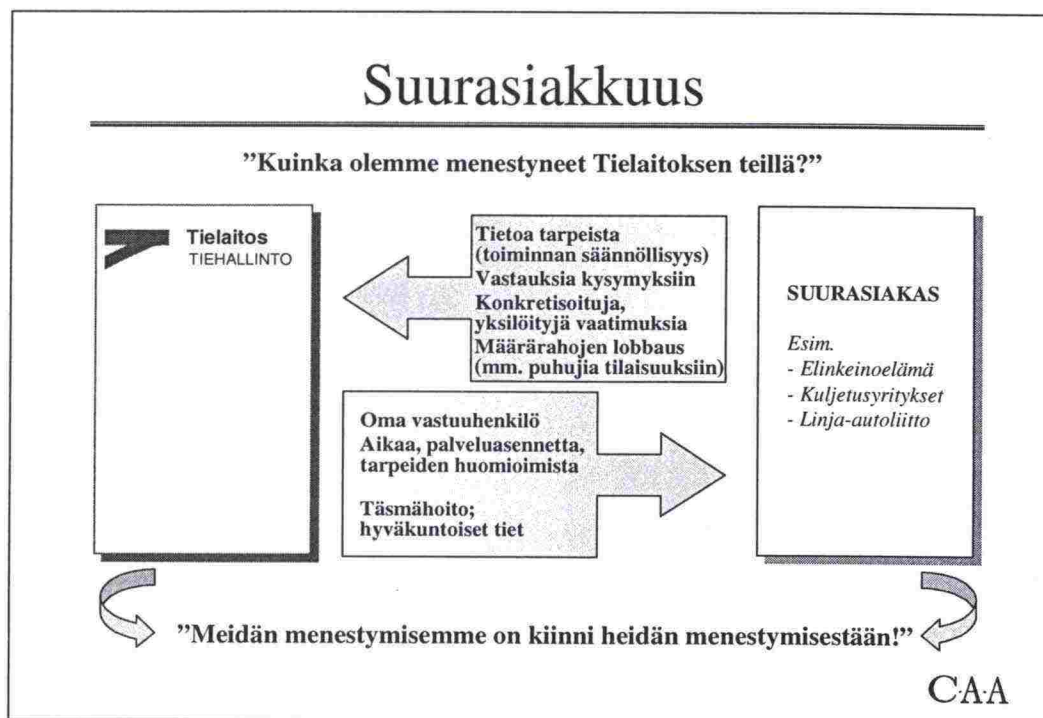 Suurasiakkuus
”Kuinka olemme menestyneet Tielaitoksen teillä?”
Tielaitos
TIEHALLINTO
Tietoa tarpeista
(toiminnan säännöllisyys)
Vastauksia kysymyksiin
Konkretisoituja,
yksilöityjä vaatimuksia
Määrärahojen lobbaus
(mm. puhujia tilaisuuksiin)
Oma vastuuhenkilö
Aikaa, palveluasennetta,
tarpeiden huomioimista
Täsmähoito;
hyväkuntoiset tiet
SUURASIAKAS
Esim.
- Elinkeinoelämä
- Kuljetusyritykset
- Linja-autoliitto
”Meidän menestymisemme on kiinni heidän menestymisestään!”
C·A·A